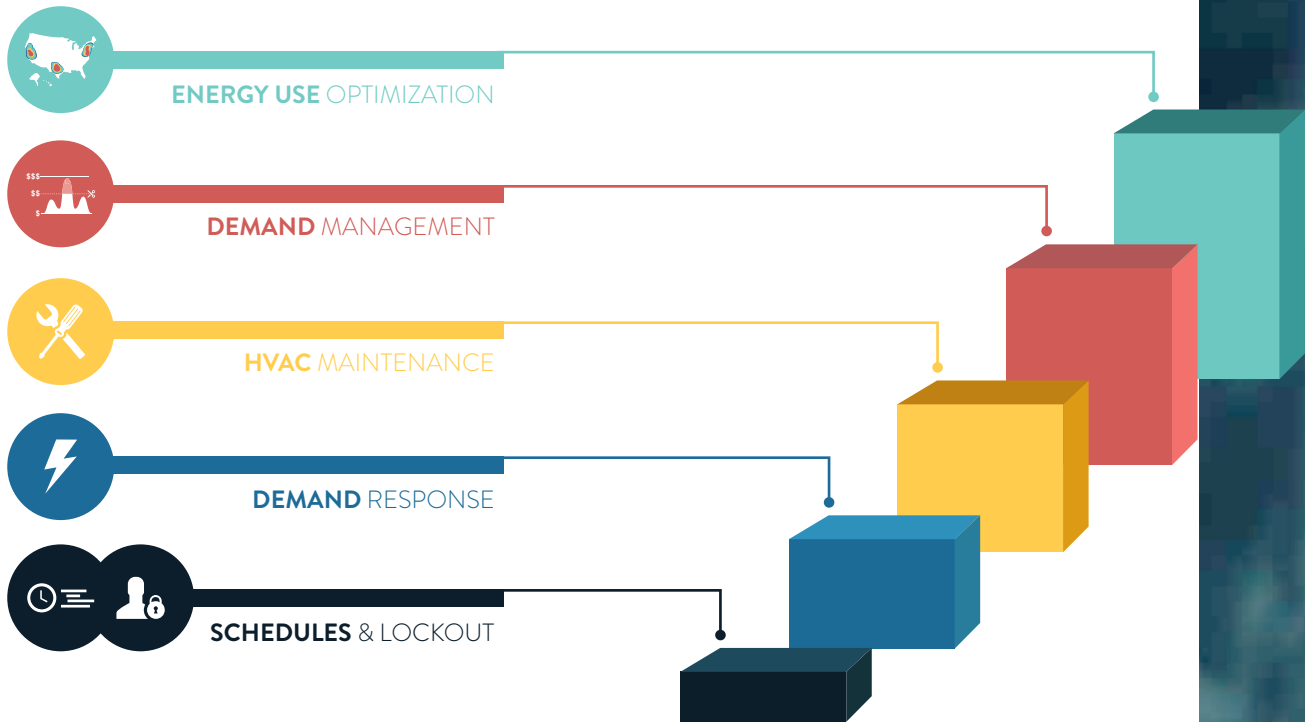 ENERGY USE OPTIMIZATION
$$$
$$
$
DEMAND MANAGEMENT
HVAC MAINTENANCE
DEMAND RESPONSE
SCHEDULES & LOCKOUT